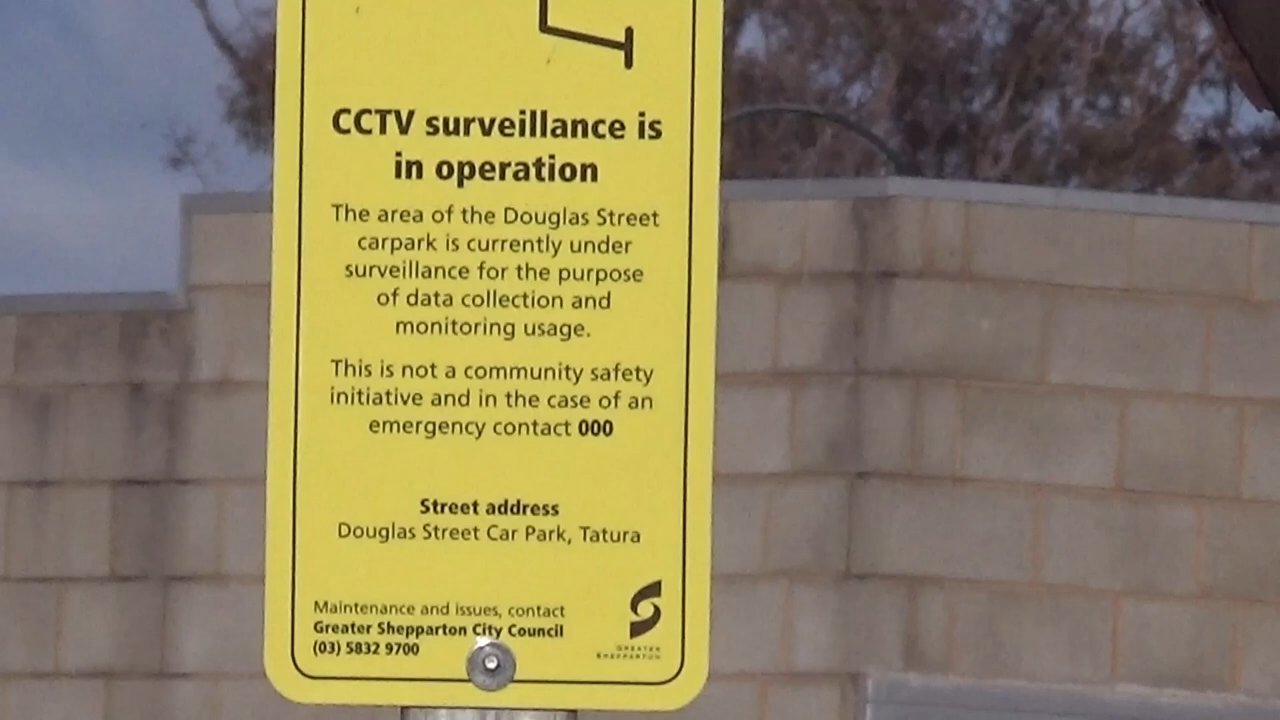 CCTV surveillance is
in operation
The area of the Douglas Street
carpark is currently under
surveillance for the purpose
of data collection and
monitoring usage.
This is not a community safety
initiative and in the case of an
emergency contact 000
Street address
Douglas Street Car Park, Tatura
Maintenance and issues, contact
Greater Shepparton City Council
(03) 5832 9700
GREATER
SHEPPARTON